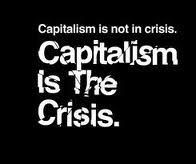 Capitalism is not in crisis.
Capitalism
Is The
Crisis.